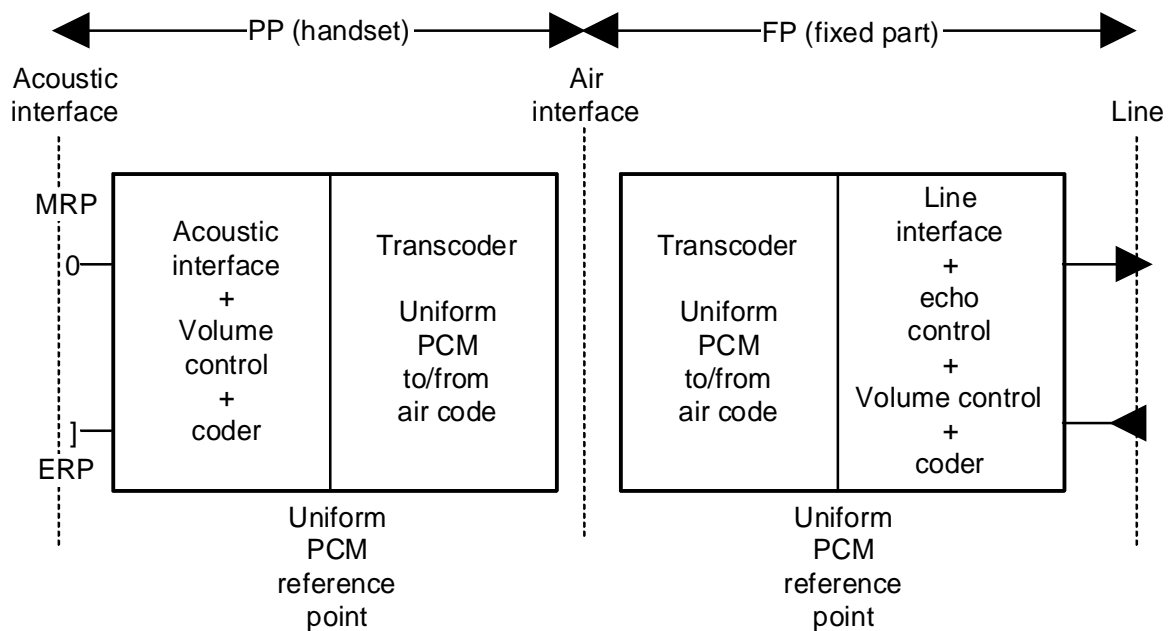 PP (handset)
FP (fixed part)
Acoustic
interface
Air
interface
Line
MRP
0
]
ERP
Acoustic
interface
+
Volume
control
+
coder
Transcoder
Uniform
PCM
to/from
air code
Transcoder
Uniform
PCM
to/from
air code
Line
interface
+
echo
control
+
Volume control
+
coder
Uniform
PCM
reference
point
Uniform
PCM
reference
point